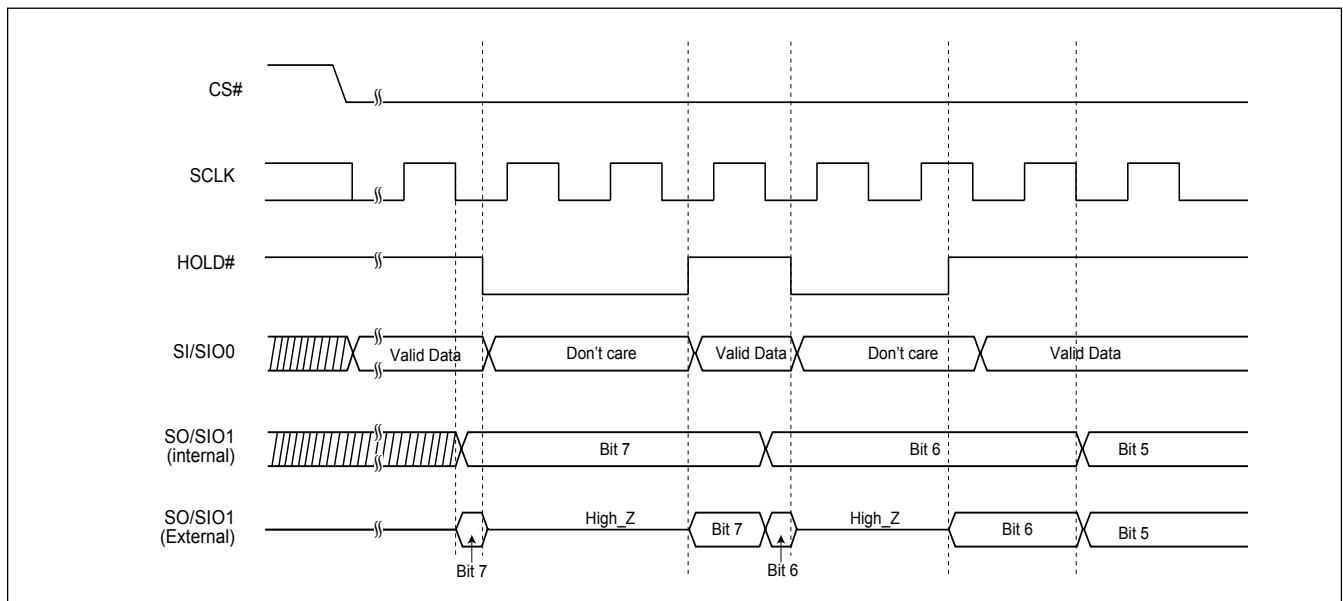 CS#
SCLK
HOLD#
SI/SIO0 Valid Data Don't care Valid Data Don't care Valid Data
SO/SIO1
(internal) Bit 7 Bit 6 Bit 5
SO/SIO1
(External) High_Z Bit 7 High_Z Bit 6 Bit 5
Bit 7 Bit 6